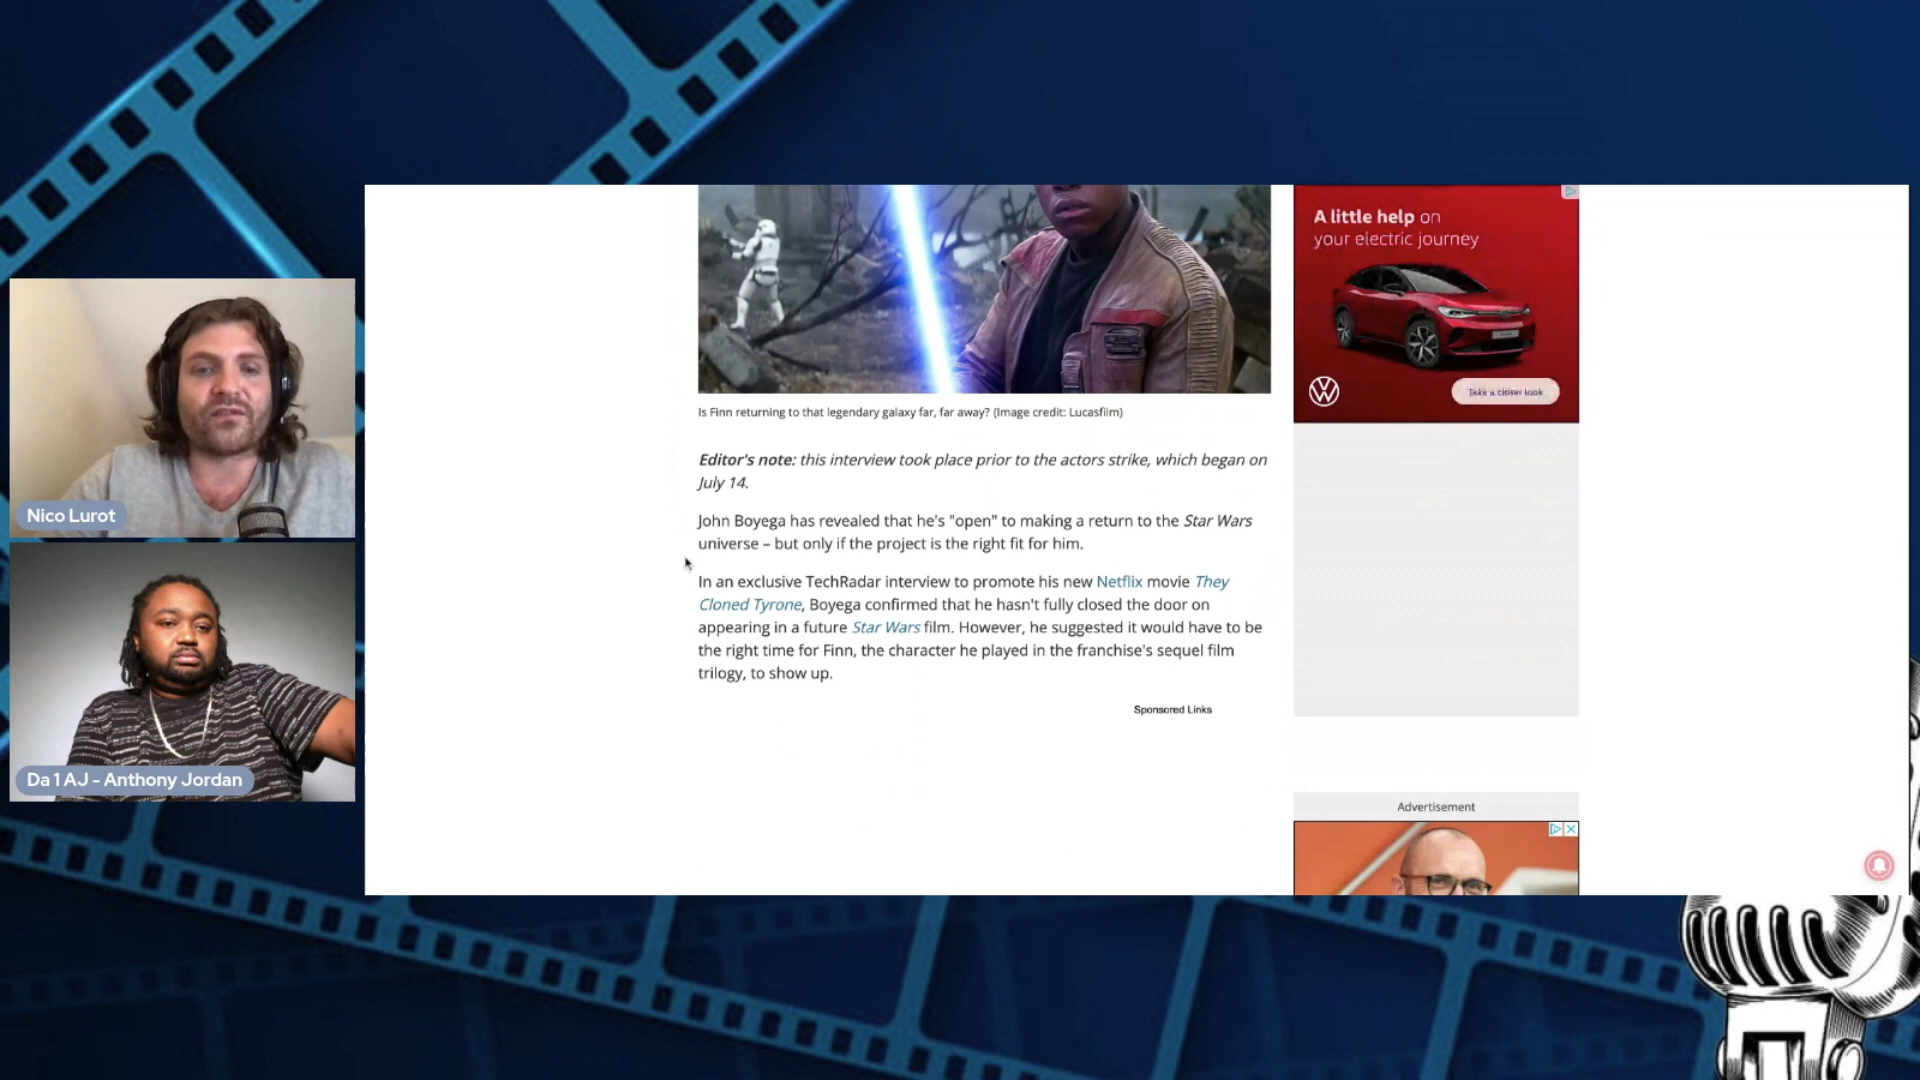 A little help on
your electric journey
Take a closer look
Is Finn returning to that legendary galaxy far, far away? (Image credit: Lucasfilm)
Editor's note: this interview took place prior to the actors strike, which began on
July 14.
John Boyega has revealed that he's "open" to making a return to the Star Wars
universe – but only if the project is the right fit for him.
In an exclusive TechRadar interview to promote his new Netflix movie They
Cloned Tyrone, Boyega confirmed that he hasn't fully closed the door on
appearing in a future Star Wars film. However, he suggested it would have to be
the right time for Finn, the character he played in the franchise's sequel film
trilogy, to show up.
Sponsored Links
Advertisement
Nico Lurot
Da 1 AJ - Anthony Jordan